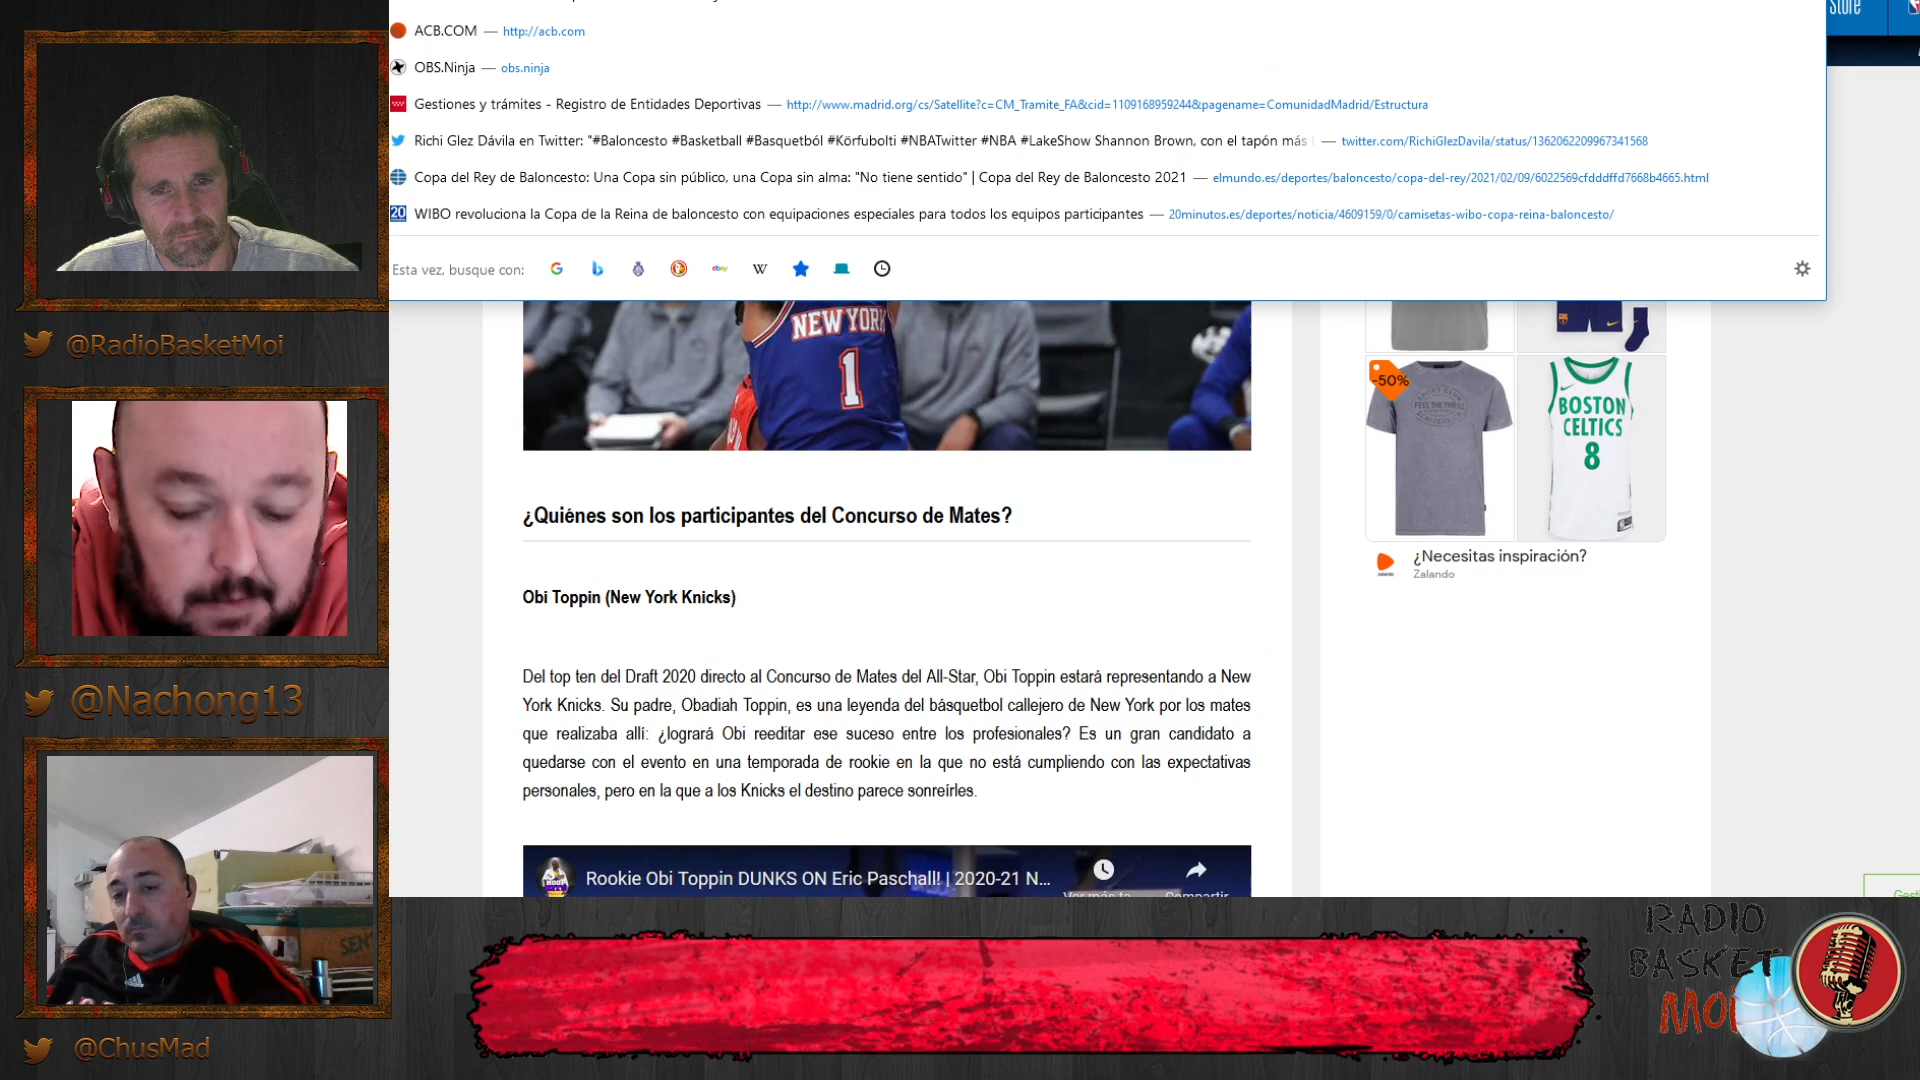 ACB.COM — http://acb.com
OBS.Ninja — obs.ninja
Gestiones y trámites - Registro de Entidades Deportivas — http://www.madrid.org/cs/Satellite?c=CM_Tramite_FA&cid=1109168959244&pagename=ComunidadMadrid/Estructura
Richi Glez Dávila en Twitter: "#Baloncesto #Basketball #Basquetból #Körfubolti #NBATwitter #NBA #LakeShow Shannon Brown, con el tapón más — twitter.com/RichiGlezDavila/status/1362062209967341568
Copa del Rey de Baloncesto: Una Copa sin público, una Copa sin alma: "No tiene sentido" | Copa del Rey de Baloncesto 2021 — elmundo.es/deportes/baloncesto/copa-del-rey/2021/02/09/6022569cfdddffd7668b4665.html
20
WIBO revoluciona la Copa de la Reina de baloncesto con equipaciones especiales para todos los equipos participantes — 20minutos.es/deportes/noticia/4609159/0/camisetas-wibo-copa-reina-baloncesto/
Esta vez, busque con:
G
ebay
W
Store
NEW YORK
1
-50%
BOSTON
CELTICS
8
¿Necesitas inspiración?
Zalando
¿Quiénes son los participantes del Concurso de Mates?
Obi Toppin (New York Knicks)
Del top ten del Draft 2020 directo al Concurso de Mates del All-Star, Obi Toppin estará representando a New
York Knicks. Su padre, Obadiah Toppin, es una leyenda del básquetbol callejero de New York por los mates
que realizaba allí: ¿logrará Obi reeditar ese suceso entre los profesionales? Es un gran candidato a
quedarse con el evento en una temporada de rookie en la que no está cumpliendo con las expectativas
personales, pero en la que a los Knicks el destino parece sonreírles.
Rookie Obi Toppin DUNKS ON Eric Paschall! | 2020-21 N...
Ver más ta...
Compartir
@RadioBasketMoi
@Nachong13
@ChusMad
RADIO
BASKET
Moi